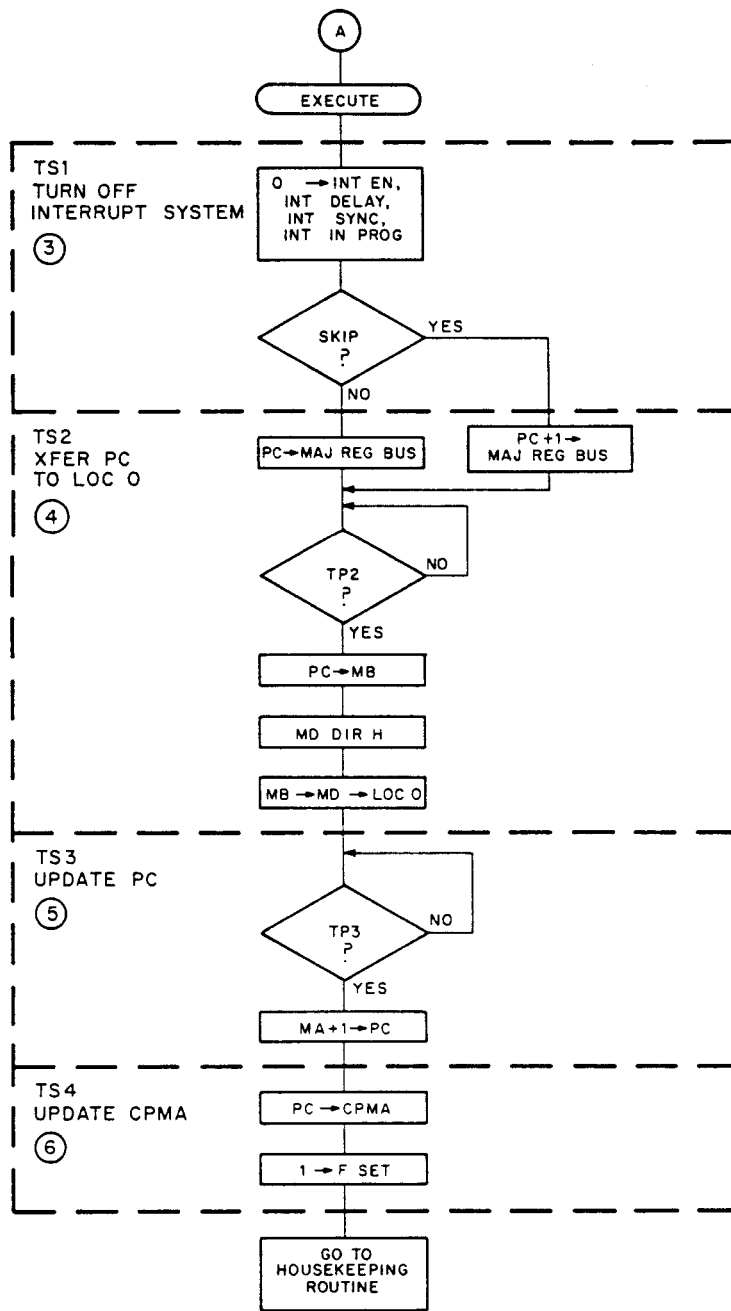 A
EXECUTE
TS1
TURN OFF
INTERRUPT SYSTEM
3
O → INT EN,
INT DELAY,
INT SYNC,
INT IN PROG
SKIP
?
YES
NO
TS2
XFER PC
TO LOC O
4
PC→MAJ REG BUS
PC+1→
MAJ REG BUS
TP2
?
NO
YES
PC→MB
MD DIR H
MB→MD→LOC O
TS3
UPDATE PC
5
TP3
?
NO
YES
MA+1→PC
TS4
UPDATE CPMA
6
PC→CPMA
1→F SET
GO TO
HOUSEKEEPING
ROUTINE